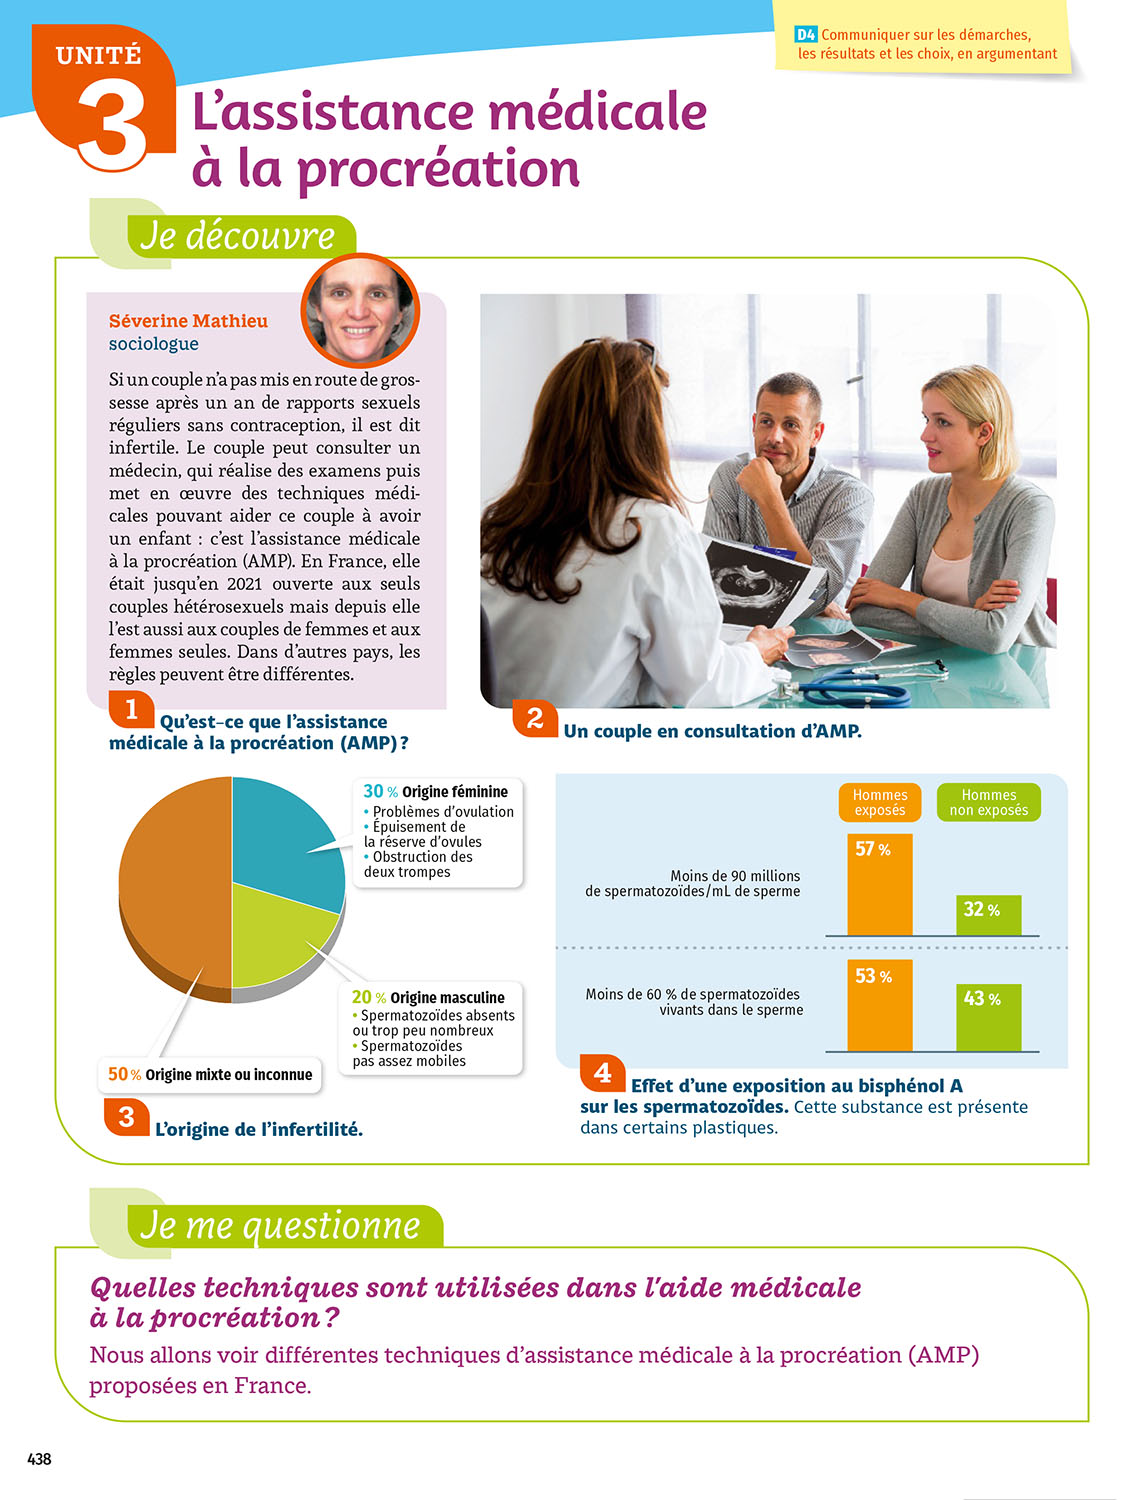 UNITÉ
3
D4 Communiquer sur les démarches,
les résultats et les choix, en argumentant
L'assistance médicale
à la procréation
Je découvre
Séverine Mathieu
sociologue
Si un couple n'a pas mis en route de gros-
sesse après un an de rapports sexuels
réguliers sans contraception, il est dit
infertile. Le couple peut consulter un
médecin, qui réalise des examens puis
met en œuvre des techniques médi-
cales pouvant aider ce couple à avoir
un enfant : c'est l'assistance médicale
à la procréation (AMP). En France, elle
était jusqu'en 2021 ouverte aux seuls
couples hétérosexuels mais depuis elle
l'est aussi aux couples de femmes et aux
femmes seules. Dans d'autres pays, les
règles peuvent être différentes.
1 Qu'est-ce que l'assistance
médicale à la procréation (AMP) ?
2 Un couple en consultation d'AMP.
30 % Origine féminine
• Problèmes d'ovulation
• Épuisement de
la réserve d'ovules
• Obstruction des
deux trompes
20 % Origine masculine
• Spermatozoïdes absents
ou trop peu nombreux
• Spermatozoïdes
pas assez mobiles
50 % Origine mixte ou inconnue
3 L'origine de l'infertilité.
Hommes
exposés
Hommes
non exposés
Moins de 90 millions
de spermatozoïdes/mL de sperme
57 %
32 %
Moins de 60 % de spermatozoïdes
vivants dans le sperme
53 %
43 %
4 Effet d'une exposition au bisphénol A
sur les spermatozoïdes. Cette substance est présente
dans certains plastiques.
Je me questionne
Quelles techniques sont utilisées dans l'aide médicale
à la procréation ?
Nous allons voir différentes techniques d'assistance médicale à la procréation (AMP)
proposées en France.
438